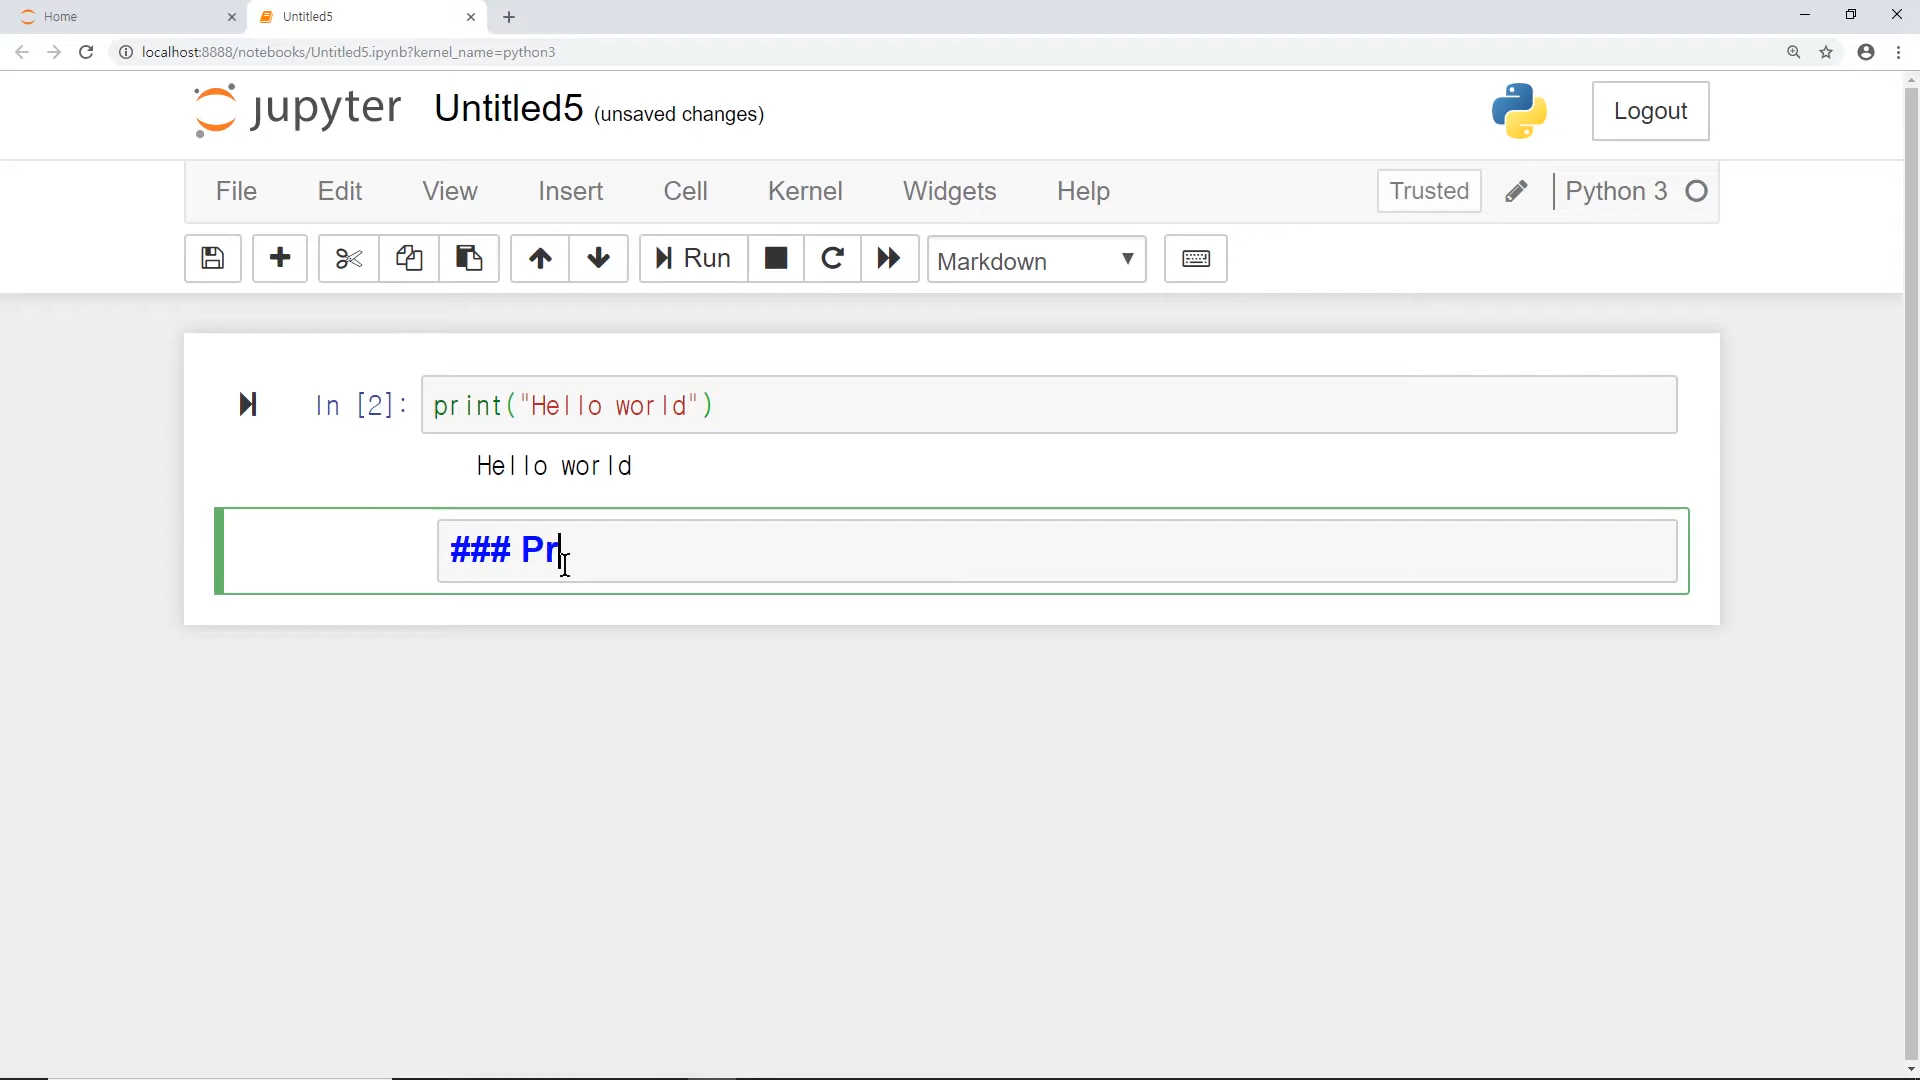 Home
Untitled5
localhost:8888/notebooks/Untitled5.ipynb?kernel_name=python3
jupyter Untitled5 (unsaved changes) Logout
File Edit View Insert Cell Kernel Widgets Help Trusted Python 3
Run Markdown
In [2]: print("Hello world")
Hello world
### Pr